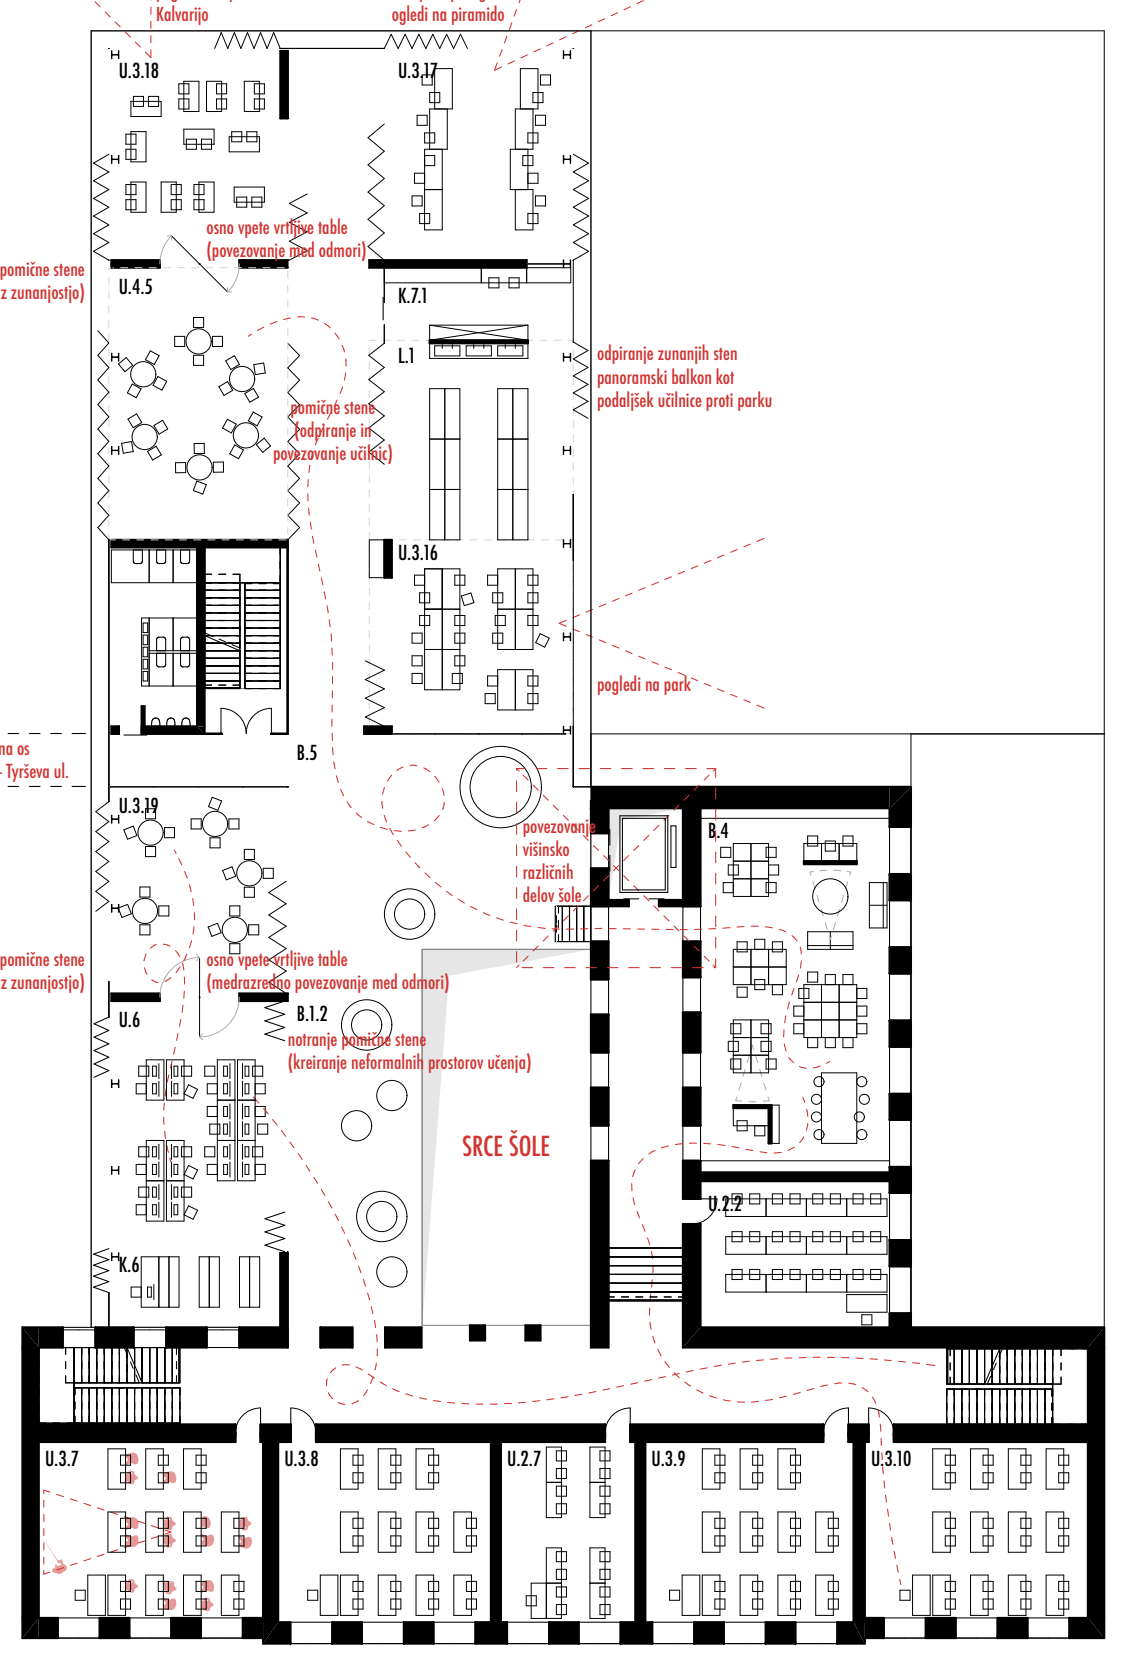 Kalvarijo
ogledi na piramido
U.3.18
U.3.17
osno vpete vrtljive table
(povezovanje med odmori)
pomične stene
z zunanjostjo)
U.4.5
K.7.1
L.1
odpiranje zunanjih sten
panoramski balkon kot
podaljšek učilnice proti parku
pomične stene
(odpiranje in
povezovanje učilnic)
U.3.16
pogledi na park
na os
- Tyrševa ul.
B.5
U.3.19
povezovanje
višinsko
različnih
delov šole
B.4
pomične stene
z zunanjostjo)
osno vpete vrtljive table
(medrazredno povezovanje med odmori)
U.6
B.1.2
notranje pomične stene
(kreiranje neformalnih prostorov učenja)
SRCE ŠOLE
U.2.2
K.6
U.3.7
U.3.8
U.2.7
U.3.9
U.3.10